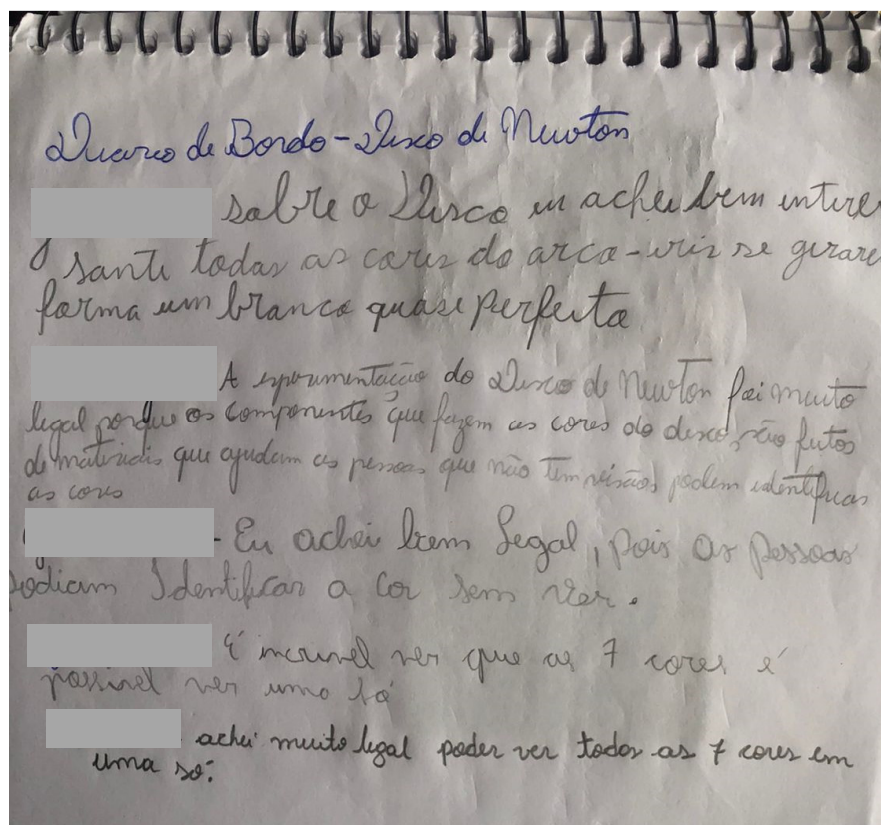 Diario de Bordo - Disco de Newton
sobre o Disco eu achei bem intere
sante todas as cores do arco-iris se girare
forma um branco quase perfeito
A experimentação do Disco de Newton foi muito
legal porque os componentes que fazem as cores do disco, são feitos
de materiais que ajudam as pessoas que não tem visão, podem identificar
as cores
- Eu achei bem legal, pois as pessoas
podiam Identificar a cor sem ver.
É incrivel ver que as 7 cores é
possivel ver uma só
achei muito legal poder ver todas as 7 cores em
uma so.